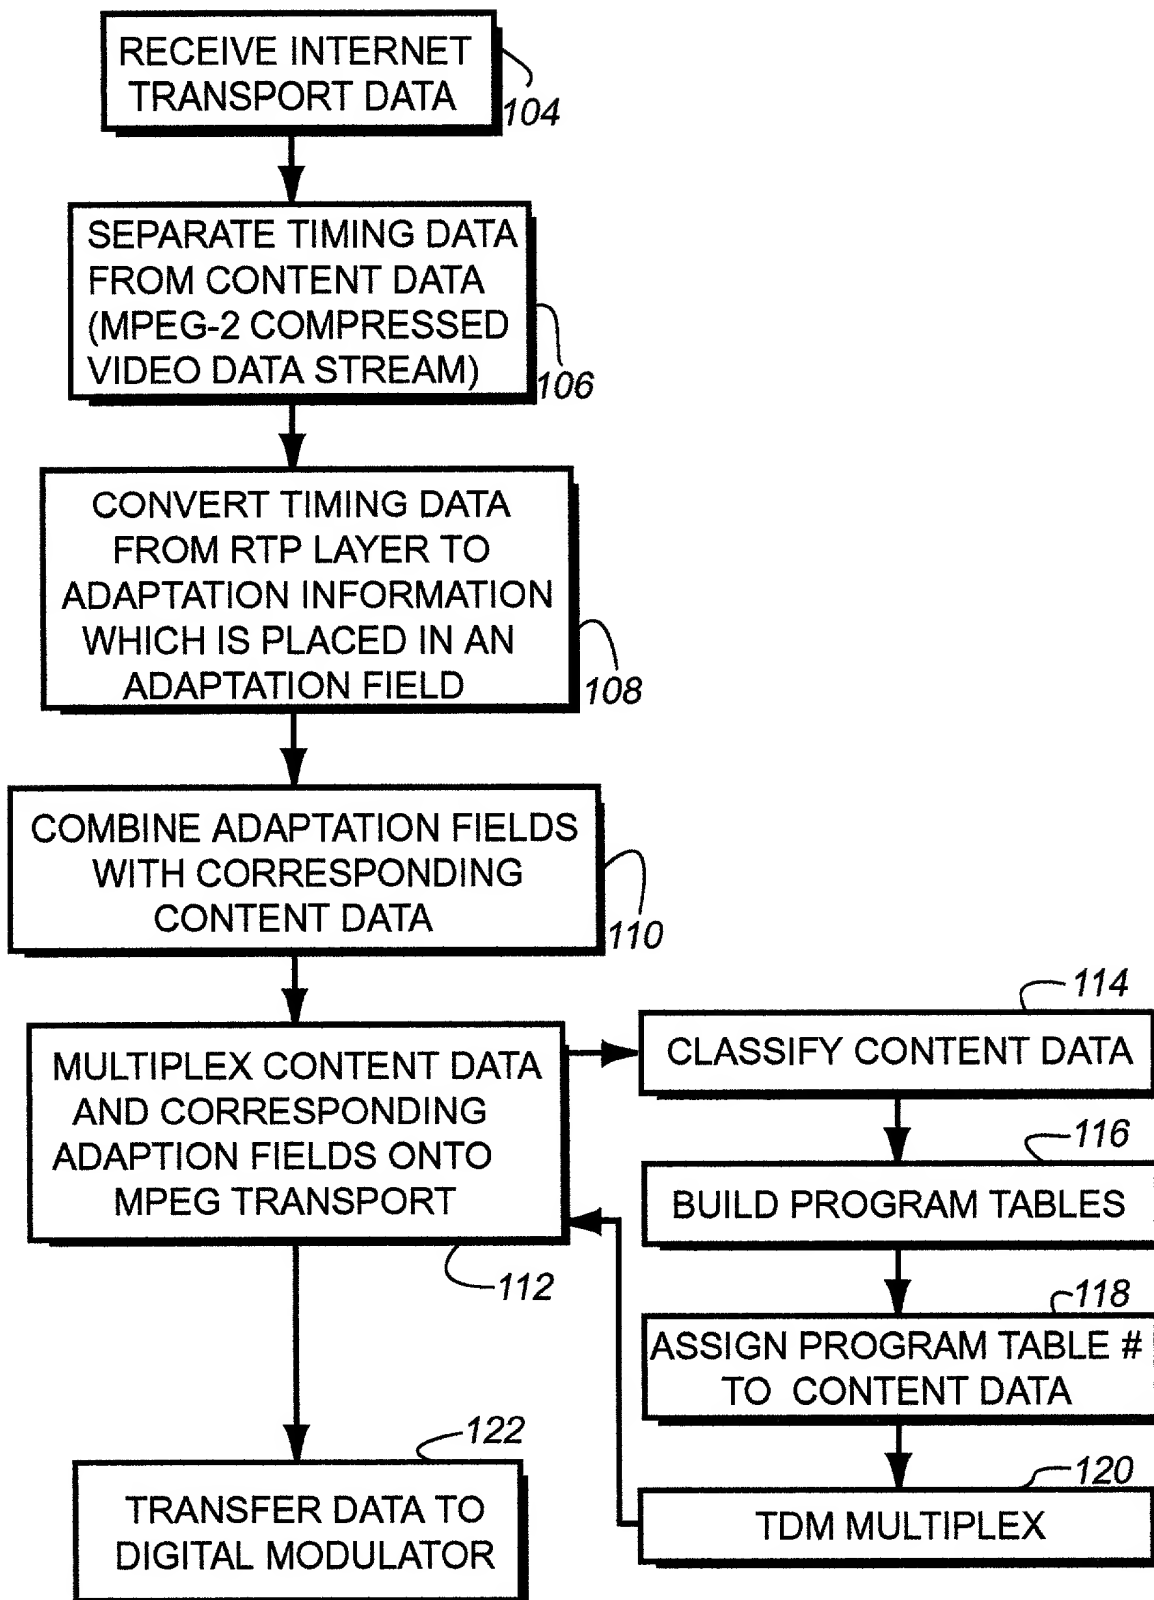 RECEIVE INTERNET
TRANSPORT DATA
104
SEPARATE TIMING DATA
FROM CONTENT DATA
(MPEG-2 COMPRESSED
VIDEO DATA STREAM)
106
CONVERT TIMING DATA
FROM RTP LAYER TO
ADAPTATION INFORMATION
WHICH IS PLACED IN AN
ADAPTATION FIELD
108
COMBINE ADAPTATION FIELDS
WITH CORRESPONDING
CONTENT DATA
110
MULTIPLEX CONTENT DATA
AND CORRESPONDING
ADAPTION FIELDS ONTO
MPEG TRANSPORT
112
114
CLASSIFY CONTENT DATA
116
BUILD PROGRAM TABLES
118
ASSIGN PROGRAM TABLE #
TO CONTENT DATA
120
TDM MULTIPLEX
122
TRANSFER DATA TO
DIGITAL MODULATOR